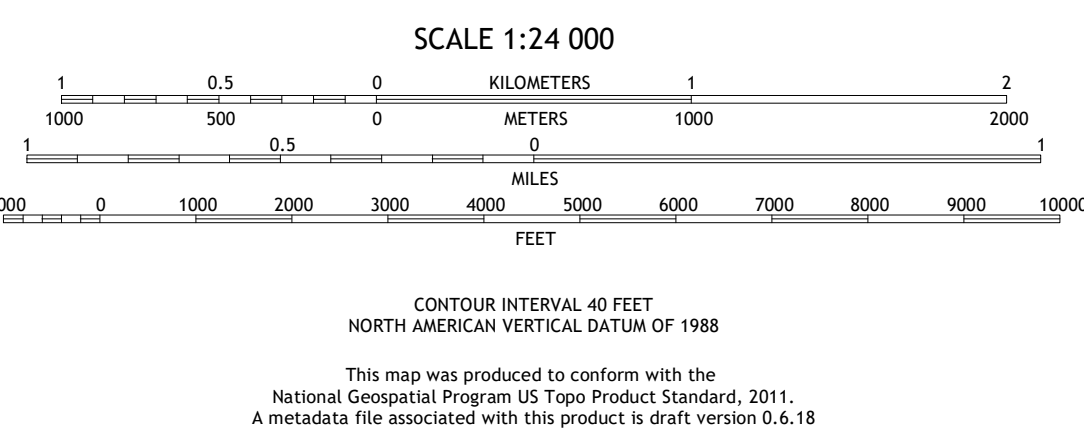 SCALE 1:24 000
1 0.5 0 KILOMETERS 1 2
1000 500 0 METERS 1000 2000
1 0.5 0 1
MILES
0 1000 2000 3000 4000 5000 6000 7000 8000 9000 10000
FEET
CONTOUR INTERVAL 40 FEET
NORTH AMERICAN VERTICAL DATUM OF 1988
This map was produced to conform with the
National Geospatial Program US Topo Product Standard, 2011.
A metadata file associated with this product is draft version 0.6.18